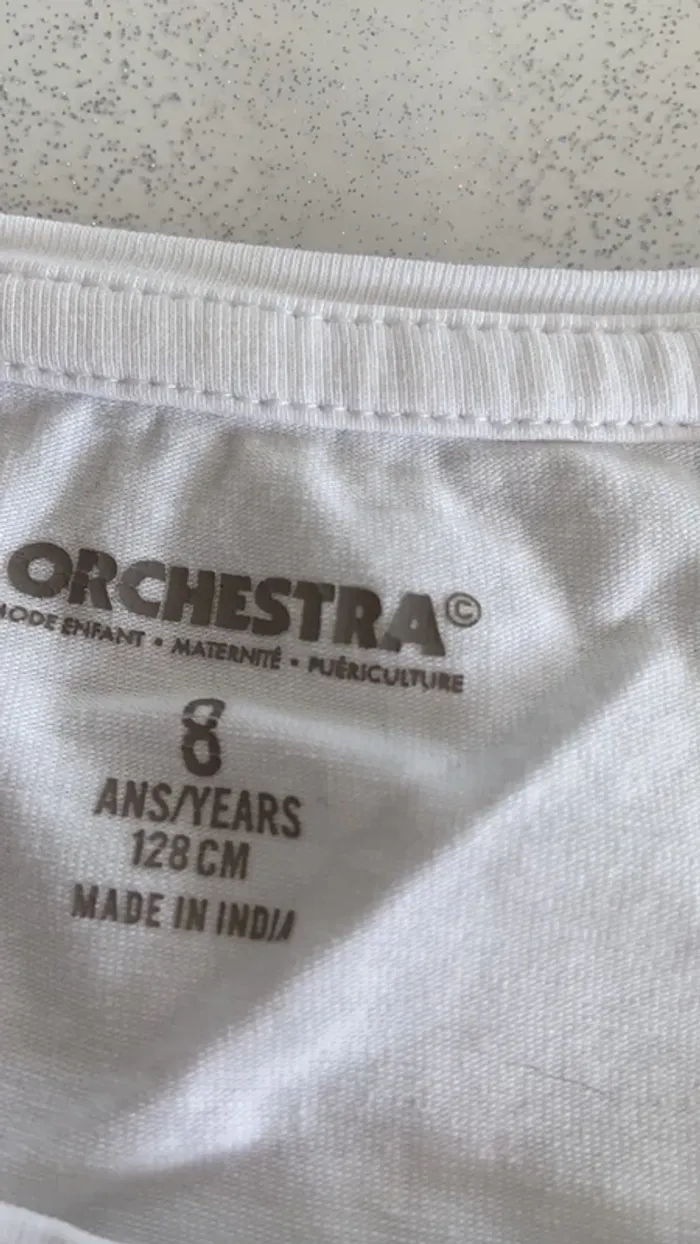 ORCHESTRA©
MODE ENFANT • MATERNITÉ • PUÉRICULTURE
8
ANS/YEARS
128 CM
MADE IN INDIA